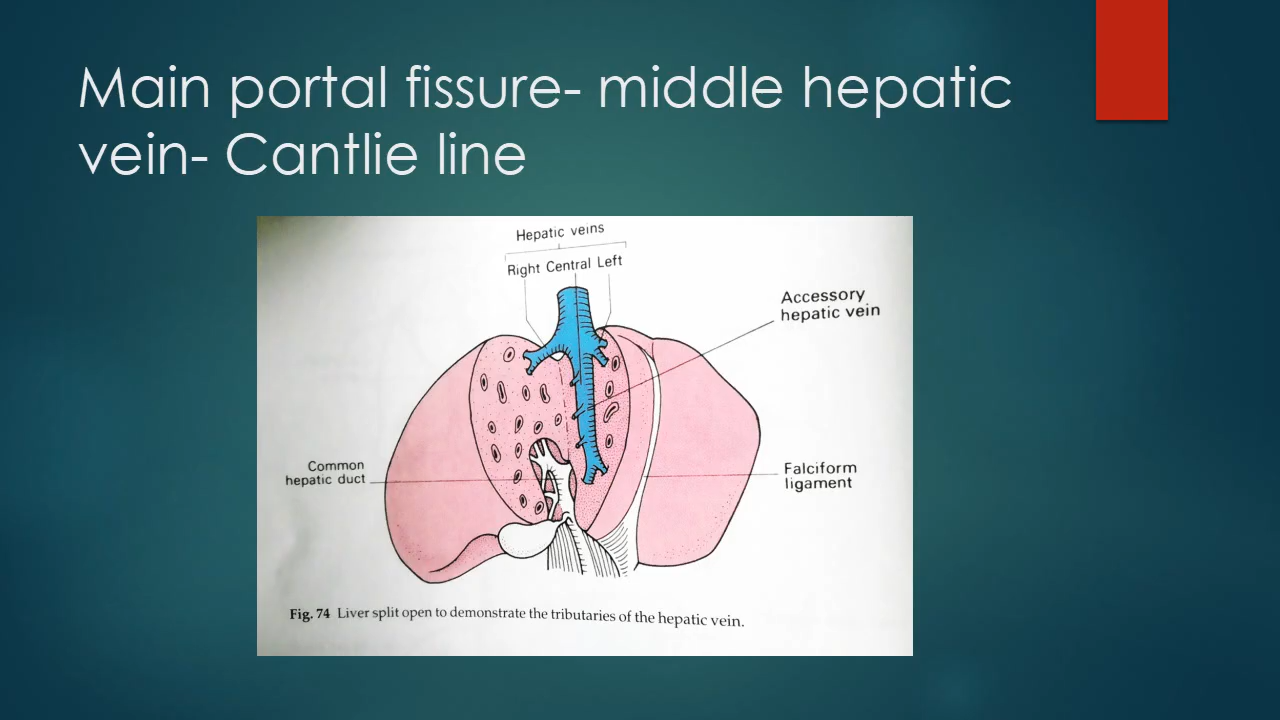 Main portal fissure- middle hepatic
vein- Cantlie line
Hepatic veins
Right Central Left
Accessory
hepatic vein
Common
hepatic duct
Falciform
ligament
Fig. 74 Liver split open to demonstrate the tributaries of the hepatic vein.